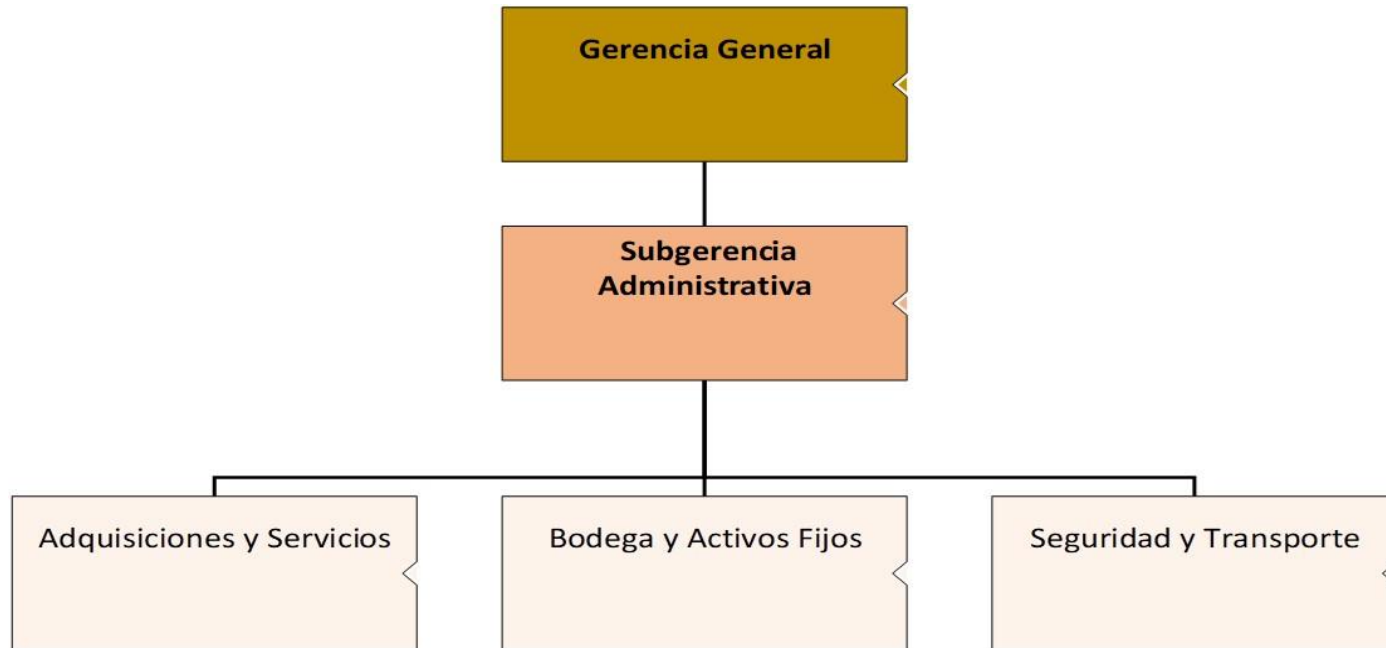 Gerencia General
Subgerencia
Administrativa
Adquisiciones y Servicios
Bodega y Activos Fijos
Seguridad y Transporte